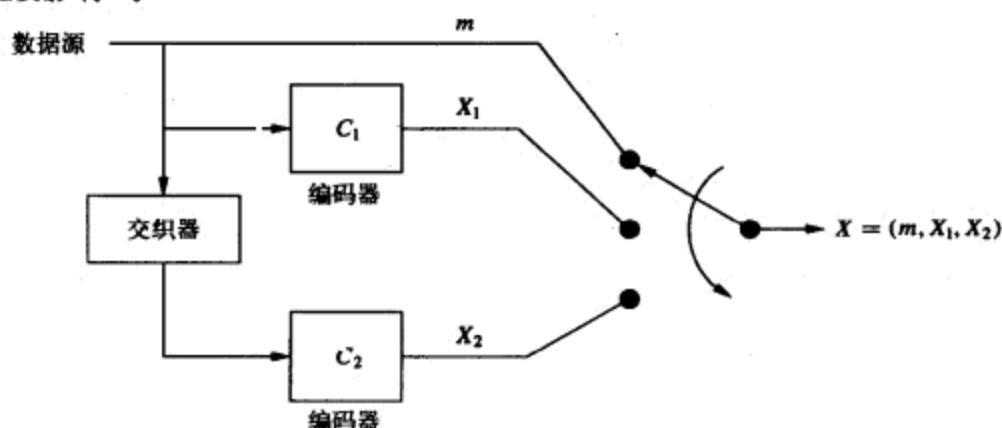 m
数据源
X₁
C₁
编码器
交织器
X = (m, X₁, X₂)
X₂
C₂
编码器